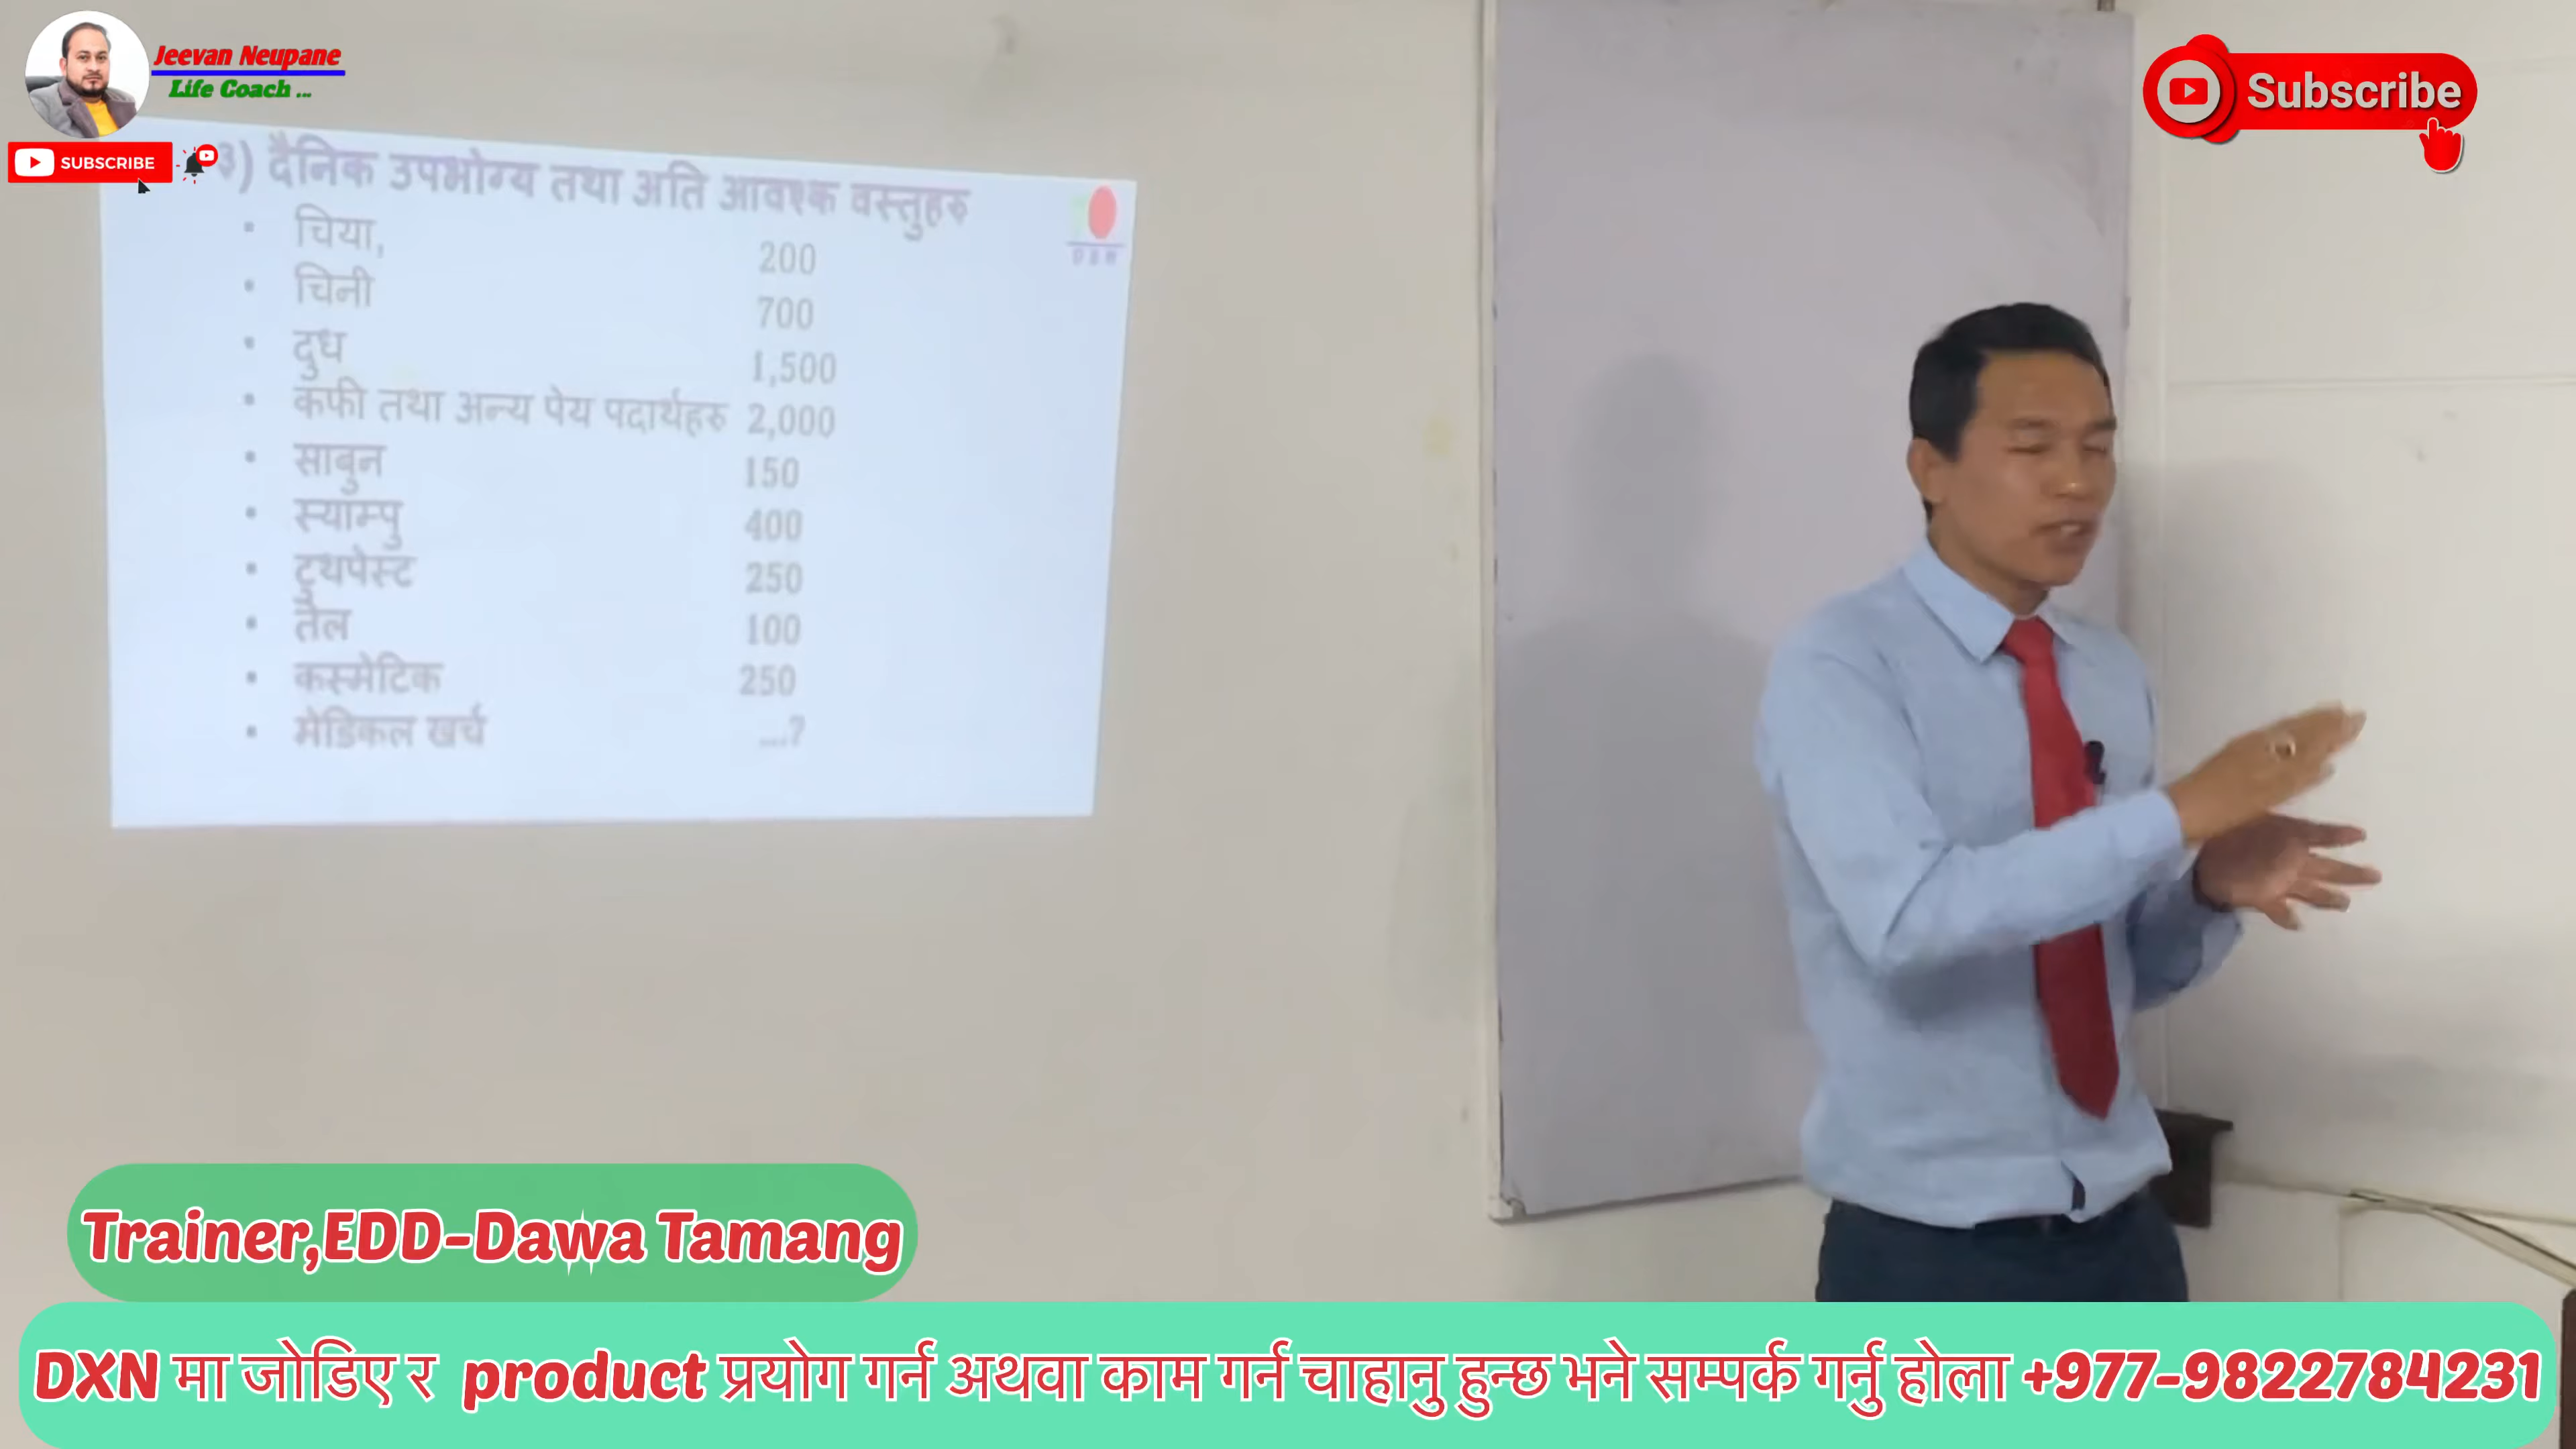 Jeevan Neupane
Life Coach ...
SUBSCRIBE
Subscribe
३) दैनिक उपभोग्य तथा अति आवश्क वस्तुहरु
• चिया, 200
• चिनी 700
• दुध 1,500
• कफी तथा अन्य पेय पदार्थहरु 2,000
• साबुन 150
• स्याम्पु 400
• टुथपेस्ट 250
• तेल 100
• कस्मेटिक 250
• मेडिकल खर्च ....?
DXN
Trainer,EDD-Dawa Tamang
DXN मा जोडिए र product प्रयोग गर्न अथवा काम गर्न चाहानु हुन्छ भने सम्पर्क गर्नु होला +977-9822784231